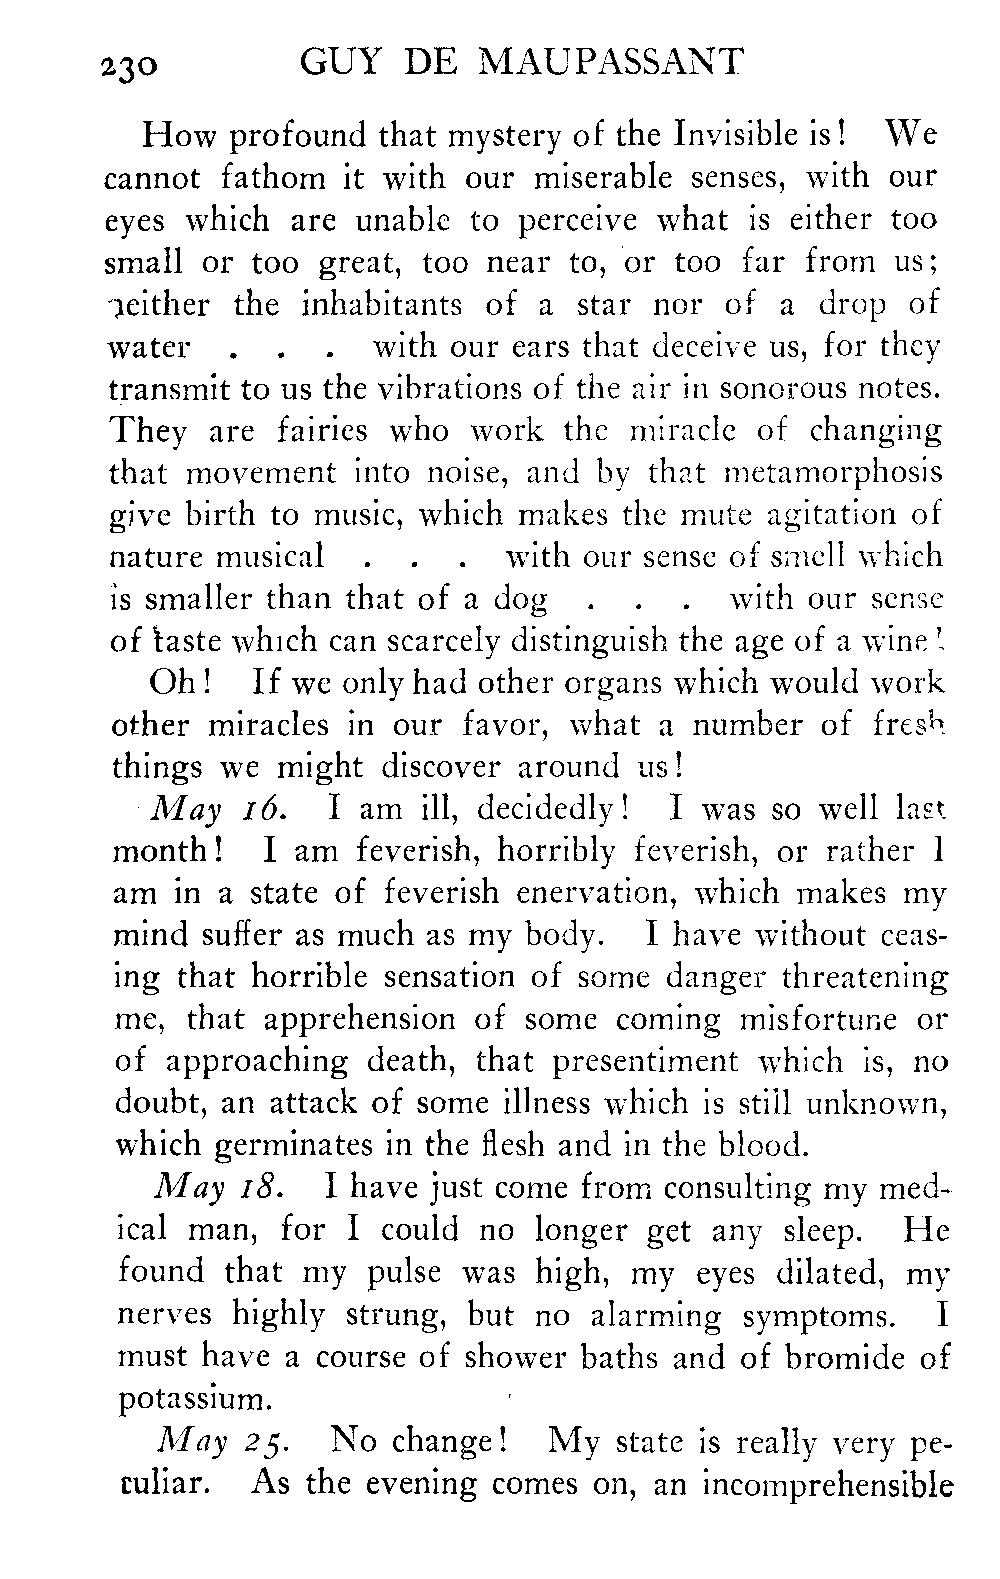 230 GUY DE MAUPASSANT
How profound that mystery of the Invisible is! We
cannot fathom it with our miserable senses, with our
eyes which are unable to perceive what is either too
small or too great, too near to, or too far from us;
neither the inhabitants of a star nor of a drop of
water . . . with our ears that deceive us, for they
transmit to us the vibrations of the air in sonorous notes.
They are fairies who work the miracle of changing
that movement into noise, and by that metamorphosis
give birth to music, which makes the mute agitation of
nature musical . . . with our sense of smell which
is smaller than that of a dog . . . with our sense
of taste which can scarcely distinguish the age of a wine!
Oh! If we only had other organs which would work
other miracles in our favor, what a number of fresh
things we might discover around us!
May 16. I am ill, decidedly! I was so well last
month! I am feverish, horribly feverish, or rather I
am in a state of feverish enervation, which makes my
mind suffer as much as my body. I have without ceas-
ing that horrible sensation of some danger threatening
me, that apprehension of some coming misfortune or
of approaching death, that presentiment which is, no
doubt, an attack of some illness which is still unknown,
which germinates in the flesh and in the blood.
May 18. I have just come from consulting my med-
ical man, for I could no longer get any sleep. He
found that my pulse was high, my eyes dilated, my
nerves highly strung, but no alarming symptoms. I
must have a course of shower baths and of bromide of
potassium.
May 25. No change! My state is really very pe-
culiar. As the evening comes on, an incomprehensible